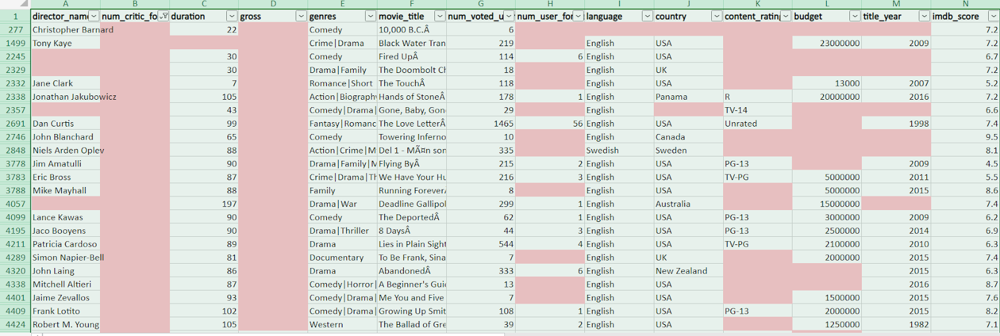 A B C D E F G H I J K L M N
1 director_name num_critic_fo duration gross genres movie_title num_voted_u num_user_for language country content_rating budget title_year imdb_score
277 Christopher Barnard 22 Comedy 10,000 B.C.Â 6 7.2
1499 Tony Kaye Crime|Drama Black Water Tran 219 English USA 23000000 2009 7.2
2245 30 Comedy Fired UpÂ 114 6 English USA 6.7
2329 30 Drama|Family The Doombolt Ch 18 English UK 7.2
2332 Jane Clark 7 Romance|Short The TouchÂ 118 English USA 13000 2007 5.2
2338 Jonathan Jakubowicz 105 Action|Biography Hands of StoneÂ 178 1 English Panama R 20000000 2016 7.2
2357 43 Comedy|Drama| Gone, Baby, Gon 29 English TV-14 6.6
2691 Dan Curtis 99 Fantasy|Romanc The Love LetterÂ 1465 56 English USA Unrated 1998 7.4
2746 John Blanchard 65 Comedy Towering Inferno 10 English Canada 9.5
2848 Niels Arden Oplev 88 Action|Crime|M Del 1 - MÃ¤n son 335 Swedish Sweden 8.1
3778 Jim Amatulli 90 Drama|Family|M Flying ByÂ 215 2 English USA PG-13 2009 4.5
3783 Eric Bross 87 Crime|Drama|Th We Have Your Hu 216 3 English USA TV-PG 5000000 2011 5.5
3788 Mike Mayhall 88 Family Running Forever 8 English USA 5000000 2015 8.6
4057 197 Drama|War Deadline Gallipol 299 1 English Australia 15000000 7.4
4099 Lance Kawas 90 Comedy The DeportedÂ 62 1 English USA PG-13 3000000 2009 6.2
4195 Jaco Booyens 90 Drama|Thriller 8 DaysÂ 44 3 English USA PG-13 2500000 2014 6.9
4211 Patricia Cardoso 89 Drama Lies in Plain Sight 544 4 English USA TV-PG 2100000 2010 6.3
4289 Simon Napier-Bell 81 Documentary To Be Frank, Sina 7 English UK 2000000 2015 7.4
4320 John Laing 86 Drama AbandonedÂ 333 6 English New Zealand 2015 6.3
4338 Mitchell Altieri 87 Comedy|Horror| A Beginner's Guid 13 English USA 2016 8.7
4401 Jaime Zevallos 93 Comedy|Drama| Me You and Five 7 English USA 1500000 2015 7.6
4409 Frank Lotito 102 Comedy|Drama| Growing Up Smit 108 1 English USA PG-13 2000000 2015 8.2
4424 Robert M. Young 105 Western The Ballad of Gre 39 2 English USA 1250000 1982 7.1